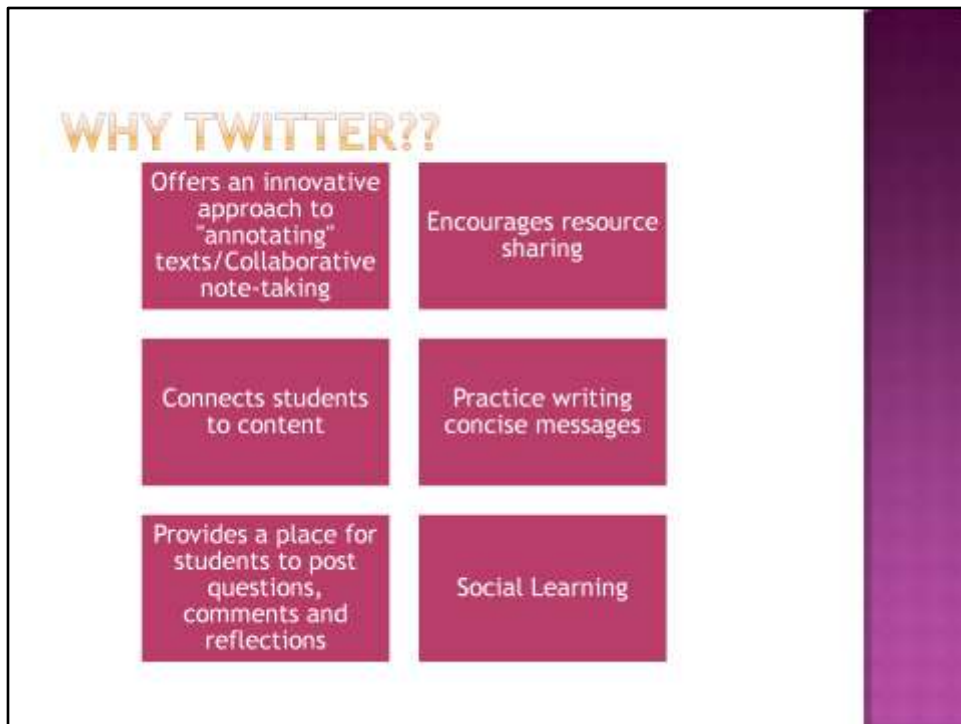 WHY TWITTER??
Offers an innovative
approach to
"annotating"
texts/Collaborative
note-taking
Encourages resource
sharing
Connects students
to content
Practice writing
concise messages
Provides a place for
students to post
questions,
comments and
reflections
Social Learning